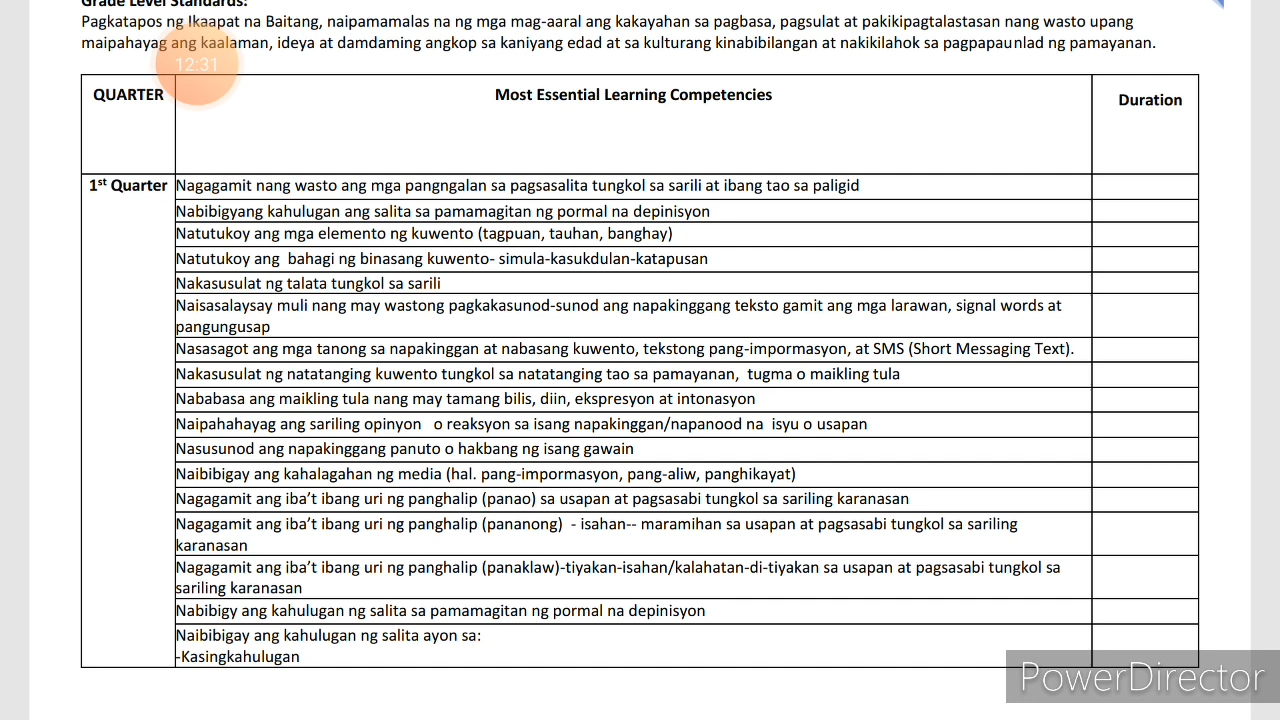 Grade Level Standards:
Pagkatapos ng Ikaapat na Baitang, naipamamalas na ng mga mag-aaral ang kakayahan sa pagbasa, pagsulat at pakikipagtalastasan nang wasto upang
maipahayag ang kaalaman, ideya at damdaming angkop sa kaniyang edad at sa kulturang kinabibilangan at nakikilahok sa pagpapaunlad ng pamayanan.
12:31
QUARTER Most Essential Learning Competencies Duration
1st Quarter Nagagamit nang wasto ang mga pangngalan sa pagsasalita tungkol sa sarili at ibang tao sa paligid
Nabibigyang kahulugan ang salita sa pamamagitan ng pormal na depinisyon
Natutukoy ang mga elemento ng kuwento (tagpuan, tauhan, banghay)
Natutukoy ang bahagi ng binasang kuwento- simula-kasukdulan-katapusan
Nakasusulat ng talata tungkol sa sarili
Naisasalaysay muli nang may wastong pagkakasunod-sunod ang napakinggang teksto gamit ang mga larawan, signal words at
pangungusap
Nasasagot ang mga tanong sa napakinggan at nabasang kuwento, tekstong pang-impormasyon, at SMS (Short Messaging Text).
Nakasusulat ng natatanging kuwento tungkol sa natatanging tao sa pamayanan, tugma o maikling tula
Nababasa ang maikling tula nang may tamang bilis, diin, ekspresyon at intonasyon
Naipahahayag ang sariling opinyon o reaksyon sa isang napakinggan/napanood na isyu o usapan
Nasusunod ang napakinggang panuto o hakbang ng isang gawain
Naibibigay ang kahalagahan ng media (hal. pang-impormasyon, pang-aliw, panghikayat)
Nagagamit ang iba't ibang uri ng panghalip (panao) sa usapan at pagsasabi tungkol sa sariling karanasan
Nagagamit ang iba't ibang uri ng panghalip (pananong) - isahan-- maramihan sa usapan at pagsasabi tungkol sa sariling
karanasan
Nagagamit ang iba't ibang uri ng panghalip (panaklaw)-tiyakan-isahan/kalahatan-di-tiyakan sa usapan at pagsasabi tungkol sa
sariling karanasan
Nabibigy ang kahulugan ng salita sa pamamagitan ng pormal na depinisyon
Naibibigay ang kahulugan ng salita ayon sa:
-Kasingkahulugan
PowerDirector